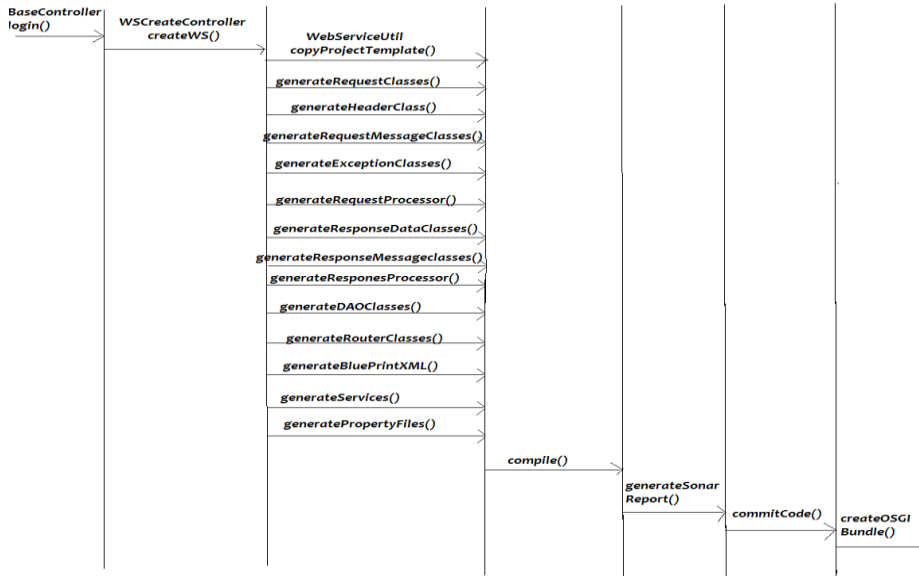 BaseController
login()
WSCreateController
createWS()
WebServiceUtil
copyProjectTemplate()
generateRequestClasses()
generateHeaderClass()
generateRequestMessageClasses()
generateExceptionClasses()
generateRequestProcessor()
generateResponseDataClasses()
generateResponseMessageclasses()
generateResponesProcessor()
generateDAOClasses()
generateRouterClasses()
generateBluePrintXML()
generateServices()
generatePropertyFiles()
compile()
generateSonar
Report()
commitCode()
createOSGI
Bundle()